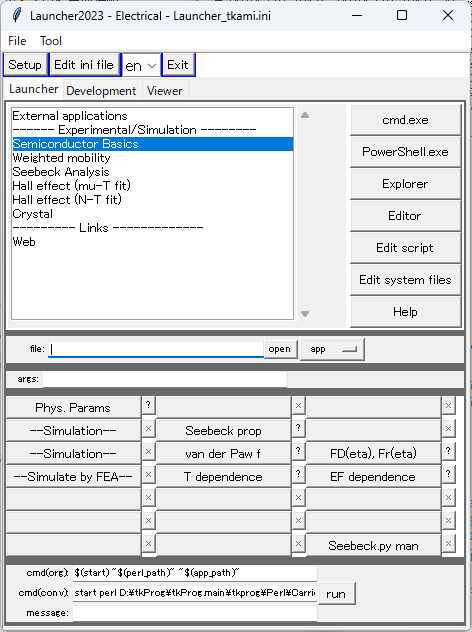 Launcher2023 - Electrical - Launcher_tkami.ini
File Tool
Setup Edit ini file en Exit
Launcher Development Viewer
External applications
------ Experimental/Simulation --------
Semiconductor Basics
Weighted mobility
Seebeck Analysis
Hall effect (mu-T fit)
Hall effect (N-T fit)
Crystal
--------- Links -------------
Web
cmd.exe
PowerShell.exe
Explorer
Editor
Edit script
Edit system files
Help
file: open app
args:
Phys. Params ? × ×
--Simulation-- × Seebeck prop ? ×
--Simulation-- × van der Paw f ? FD(eta), Fr(eta) ?
--Simulate by FEA-- × T dependence ? EF dependence ?
× × ×
× × ×
× × Seebeck.py man ×
cmd(org): $(start) "$(perl_path)" "$(app_path)"
cmd(conv): start perl D:¥tkProg¥tkProg.main¥tkprog¥Perl¥Carrie run
message: